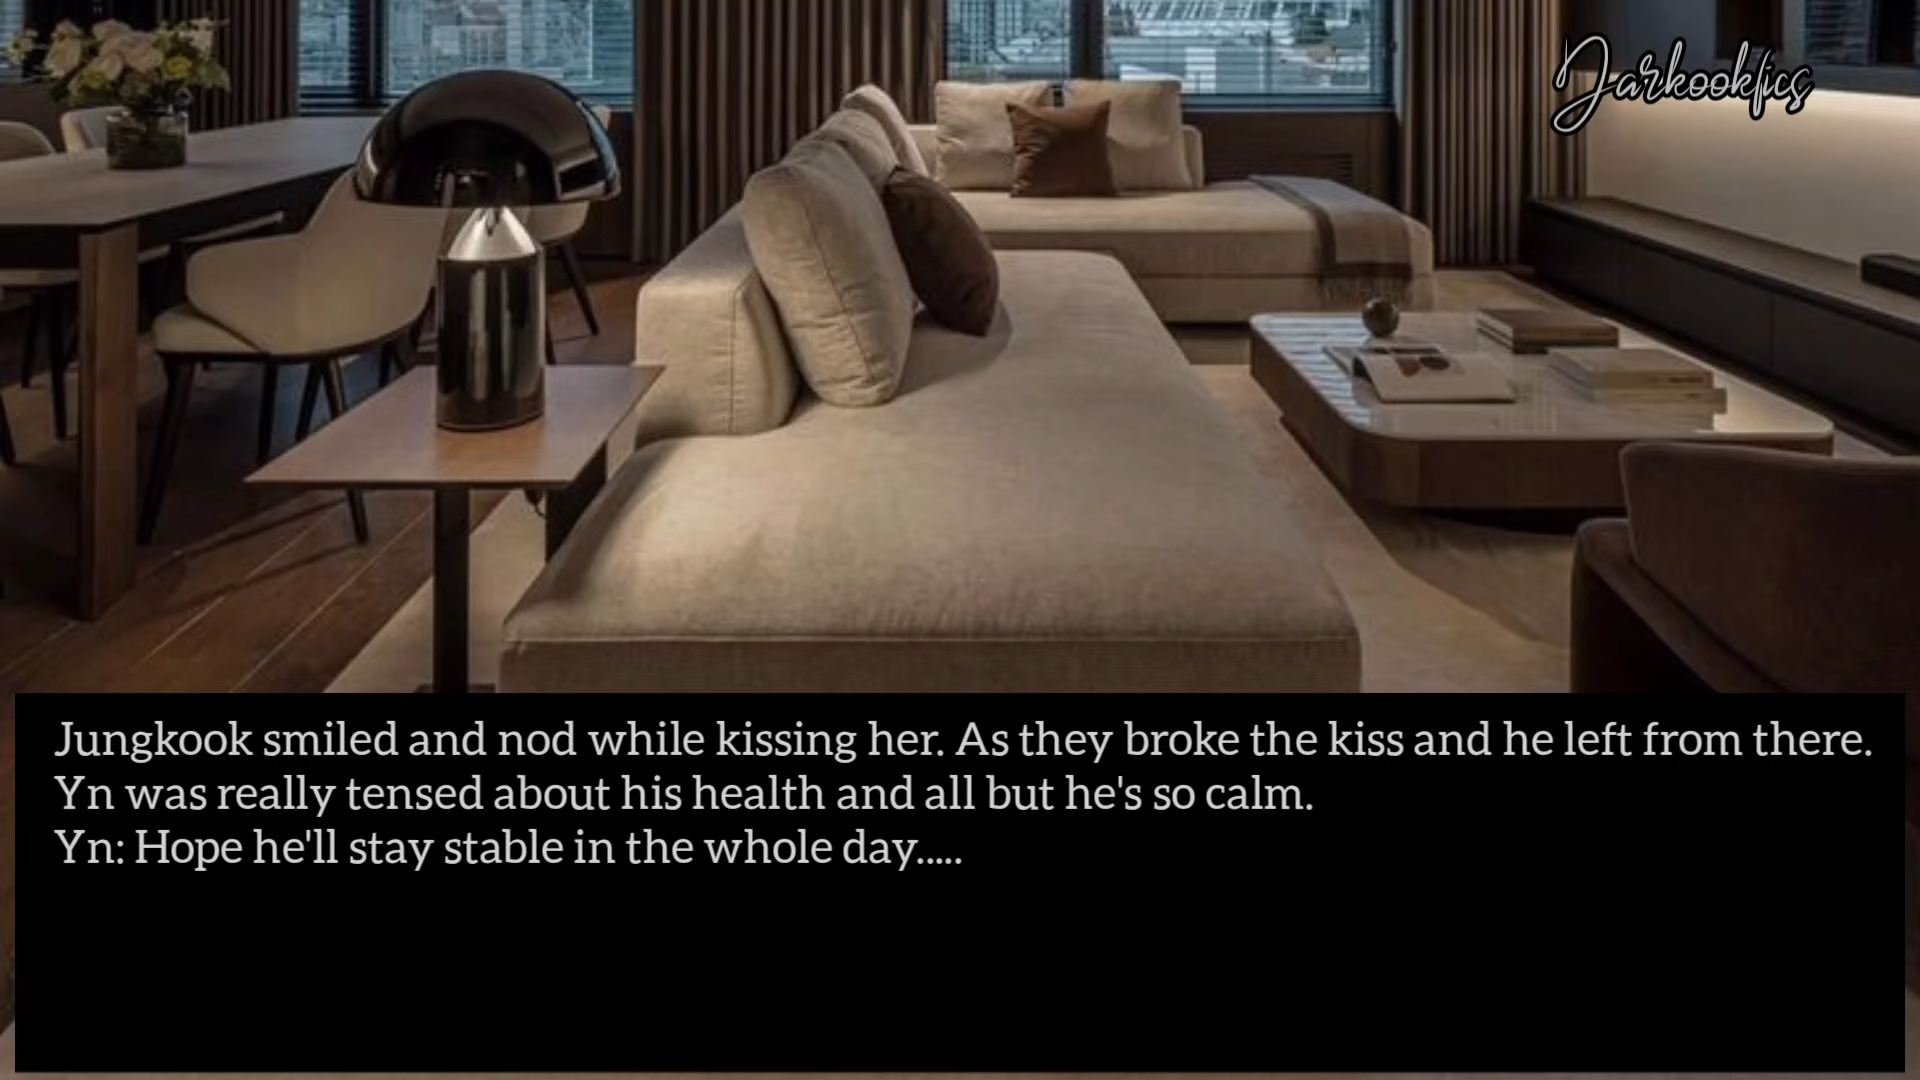 Jarkookfics
Jungkook smiled and nod while kissing her. As they broke the kiss and he left from there.
Yn was really tensed about his health and all but he's so calm.
Yn: Hope he'll stay stable in the whole day.....